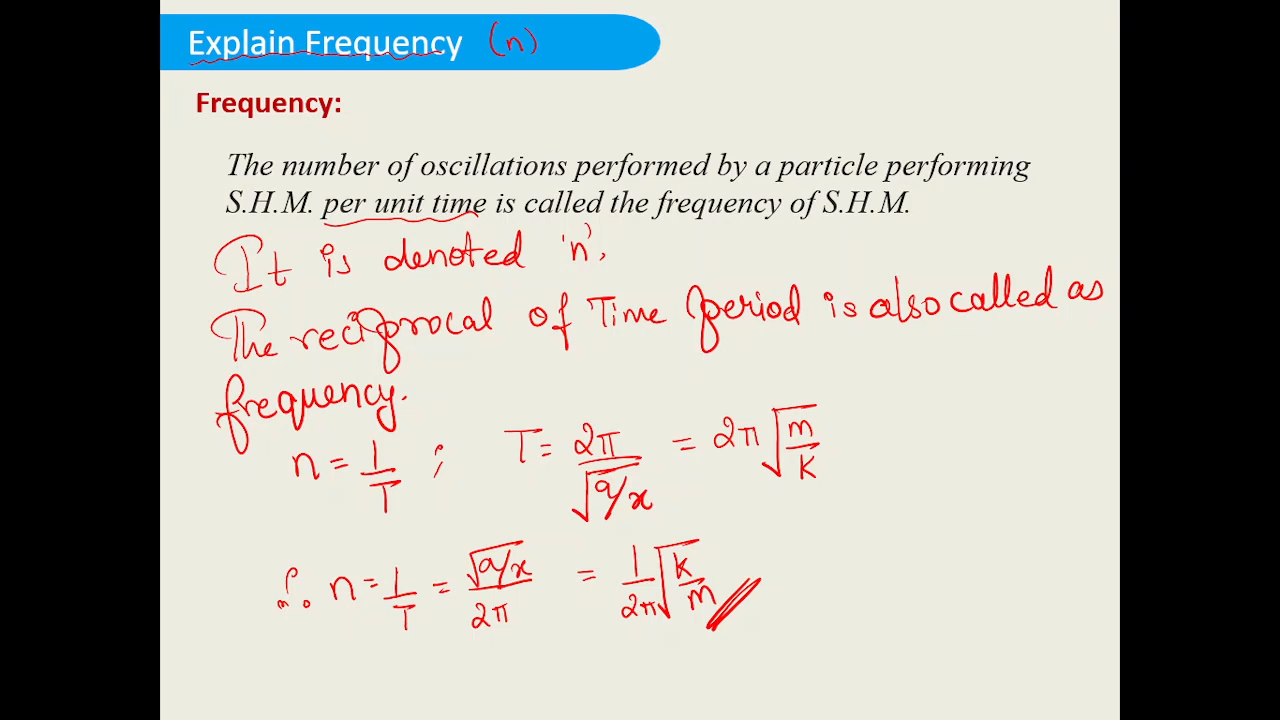 Explain Frequency (n)
Frequency:
The number of oscillations performed by a particle performing
S.H.M. per unit time is called the frequency of S.H.M.
It is denoted 'n',
The reciprocal of Time period is also called as
frequency.
n = 1/T ; T = 2π/√(a/x) = 2π√(m/k)
∴ n = 1/T = √(a/x)/2π = 1/2π √(k/m)